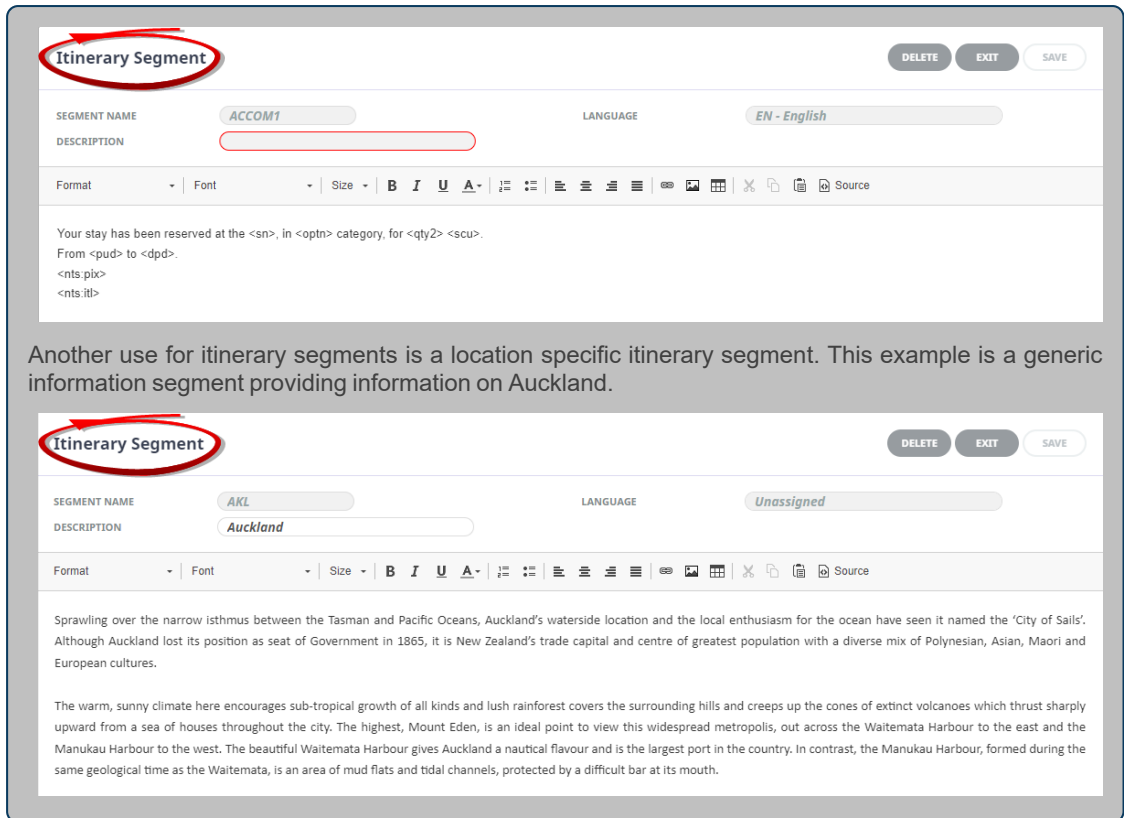 Itinerary Segment
DELETE EXIT SAVE
SEGMENT NAME ACCOM1 LANGUAGE EN - English
DESCRIPTION
Format Font Size B I U A Source
Your stay has been reserved at the <sn>, in <optn> category, for <qty2> <scu>.
From <pud> to <dpd>.
<nts:pix>
<nts:itl>
Another use for itinerary segments is a location specific itinerary segment. This example is a generic
information segment providing information on Auckland.
Itinerary Segment
DELETE EXIT SAVE
SEGMENT NAME AKL LANGUAGE Unassigned
DESCRIPTION Auckland
Format Font Size B I U A Source
Sprawling over the narrow isthmus between the Tasman and Pacific Oceans, Auckland's waterside location and the local enthusiasm for the ocean have seen it named the 'City of Sails'.
Although Auckland lost its position as seat of Government in 1865, it is New Zealand's trade capital and centre of greatest population with a diverse mix of Polynesian, Asian, Maori and
European cultures.
The warm, sunny climate here encourages sub-tropical growth of all kinds and lush rainforest covers the surrounding hills and creeps up the cones of extinct volcanoes which thrust sharply
upward from a sea of houses throughout the city. The highest, Mount Eden, is an ideal point to view this widespread metropolis, out across the Waitemata Harbour to the east and the
Manukau Harbour to the west. The beautiful Waitemata Harbour gives Auckland a nautical flavour and is the largest port in the country. In contrast, the Manukau Harbour, formed during the
same geological time as the Waitemata, is an area of mud flats and tidal channels, protected by a difficult bar at its mouth.